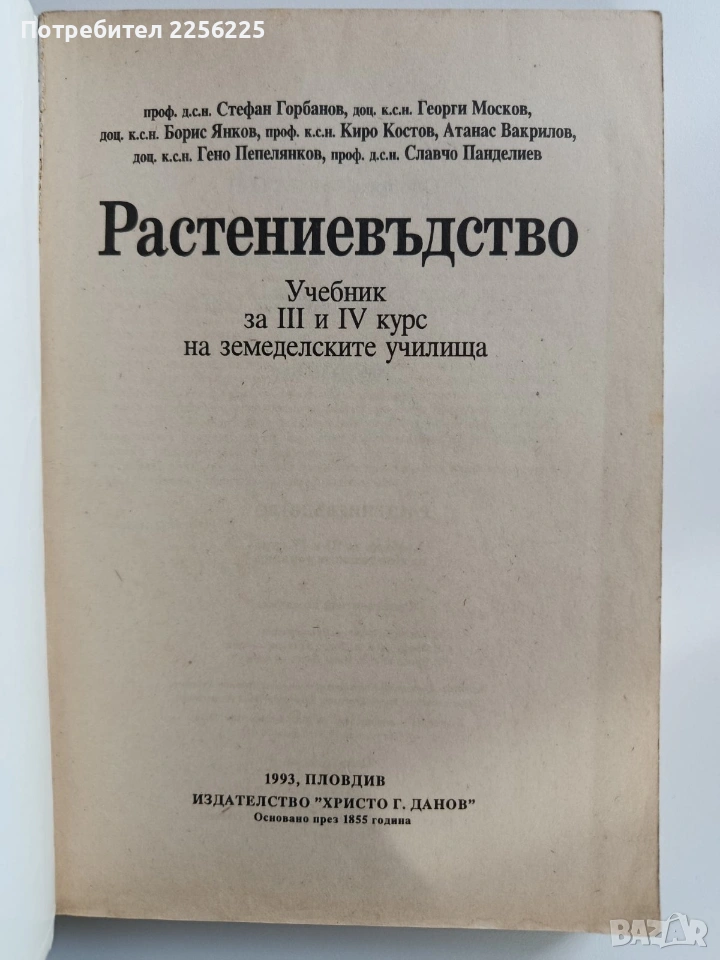 Потребител 2256225
проф. д.с.н. Стефан Горбанов, доц. к.с.н. Георги Москов,
доц. к.с.н. Борис Янков, проф. к.с.н. Киро Костов, Атанас Вакрилов,
доц. к.с.н. Гено Пепелянков, проф. д.с.н. Славчо Панделиев
Растениевъдство
Учебник
за III и IV курс
на земеделските училища
1993, ПЛОВДИВ
ИЗДАТЕЛСТВО "ХРИСТО Г. ДАНОВ"
Основано през 1855 година
BAZAR